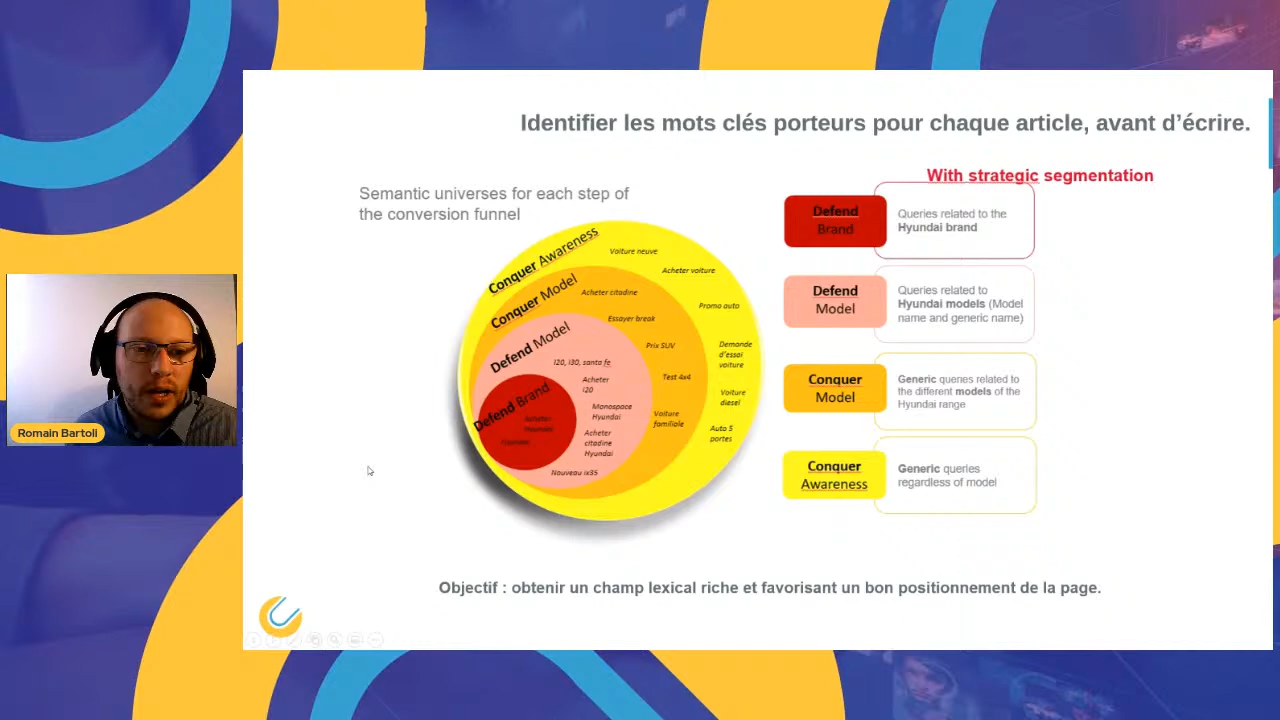 Identifier les mots clés porteurs pour chaque article, avant d'écrire.
Semantic universes for each step of
the conversion funnel
With strategic segmentation
Conquer Awareness
Voiture neuve
Acheter voiture
Promo auto
Demande
d'essai
voiture
Voiture
diesel
Auto 5
portes
Conquer Model
Acheter citadine
Essayer break
Prix SUV
Test 4x4
Voiture
familiale
Defend Model
I20, i30, santa fe
Acheter
i20
Monospace
Hyundai
Acheter
citadine
Hyundai
Nouveau ix35
Defend Brand
Acheter
Hyundai
Hyundai
Defend
Brand
Queries related to the
Hyundai brand
Defend
Model
Queries related to
Hyundai models (Model
name and generic name)
Conquer
Model
Generic queries related to
the different models of the
Hyundai range
Conquer
Awareness
Generic queries
regardless of model
Romain Bartoli
Objectif : obtenir un champ lexical riche et favorisant un bon positionnement de la page.